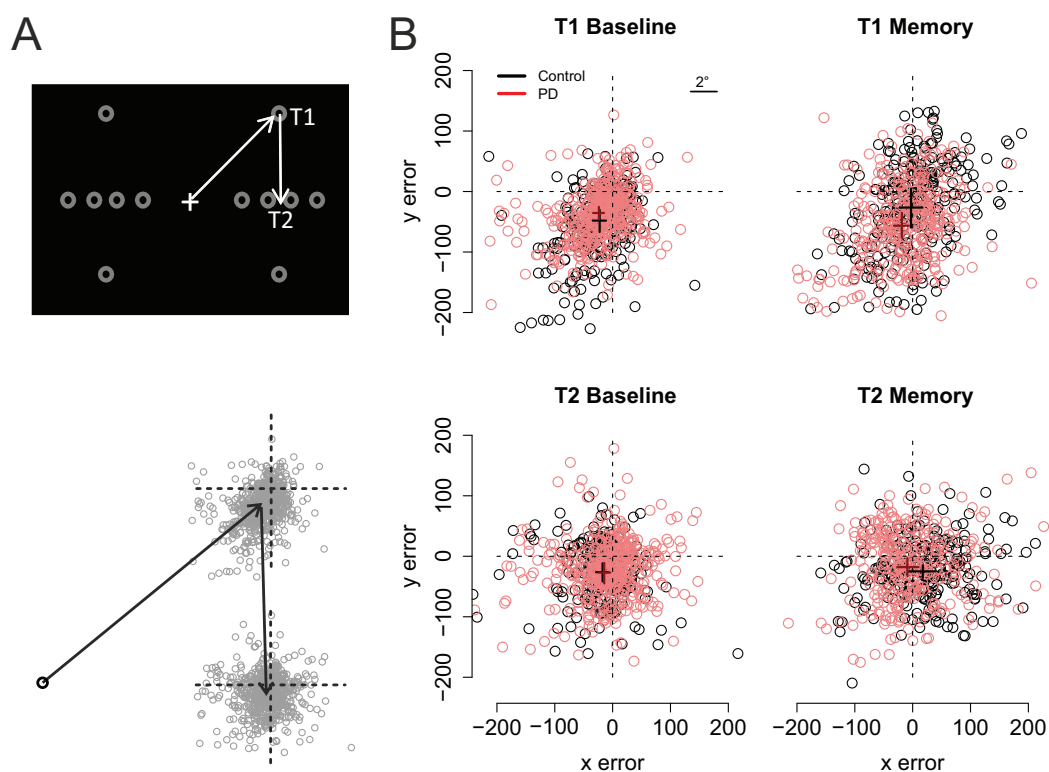 A
T1
T2
B
T1 Baseline
T1 Memory
Control
PD
2°
y error
200
100
0
−100
−200
T2 Baseline
T2 Memory
y error
200
100
0
−100
−200
−200 −100 0 100 200
−200 −100 0 100 200
x error
x error